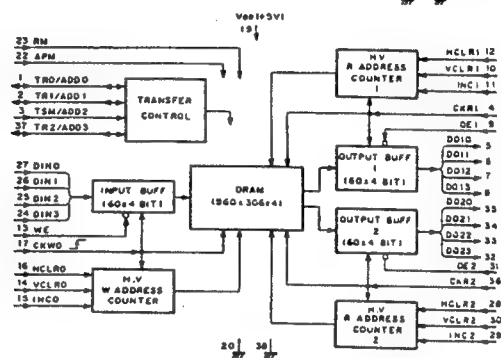 Vcc(+5V)
19
23 RM
22 APM
1 TR0/ADD0
2 TR1/ADD1
3 TSM/ADD2
37 TR2/ADD3
TRANSFER
CONTROL
H.V
R ADDRESS
COUNTER
1
HCLR1 12
VCLR1 10
INC1 11
CKR1 4
OE1 9
27 DIN0
26 DIN1
25 DIN2
24 DIN3
13 WE
17 CKW0
INPUT BUFF
(60x4 BIT)
DRAM
(960x306x4)
OUTPUT BUFF
1
(60x4 BIT)
DO10 5
DO11 6
DO12 7
DO13 8
OUTPUT BUFF
2
(60x4 BIT)
DO20 35
DO21 34
DO22 33
DO23 32
OE2 31
CKR2 36
16 HCLR0
14 VCLR0
15 INC0
H.V
W ADDRESS
COUNTER
H.V
R ADDRESS
COUNTER
2
HCLR2 28
VCLR2 30
INC2 29
20 38